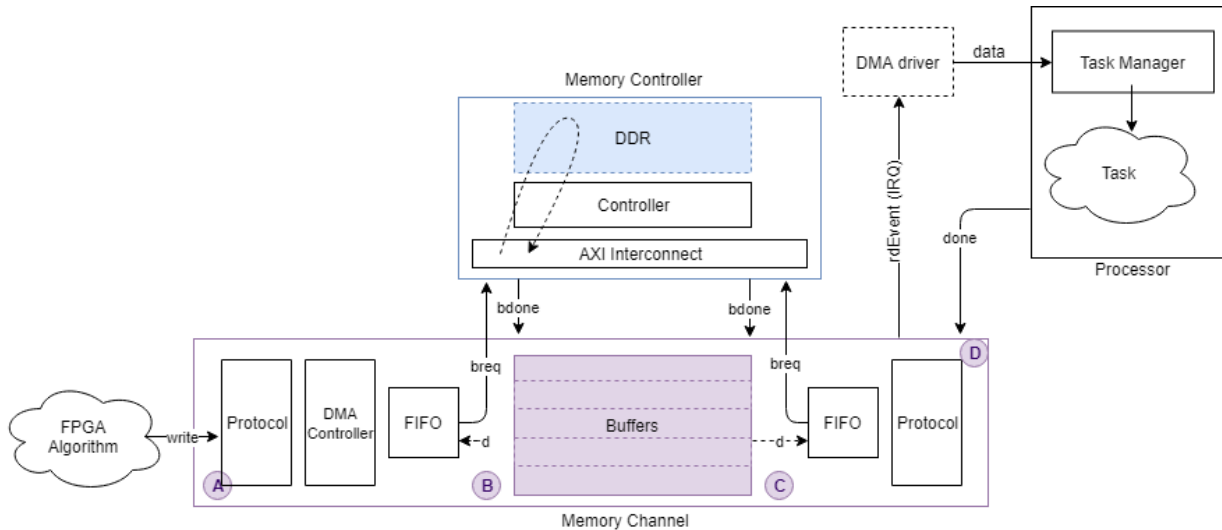 DMA driver
data
Task Manager
Memory Controller
DDR
Task
Controller
rdEvent (IRQ)
done
AXI Interconnect
Processor
bdone
bdone
D
breq
breq
FPGA
Algorithm
write
Protocol
DMA
Controller
FIFO
d
Buffers
d
FIFO
Protocol
A
B
C
Memory Channel